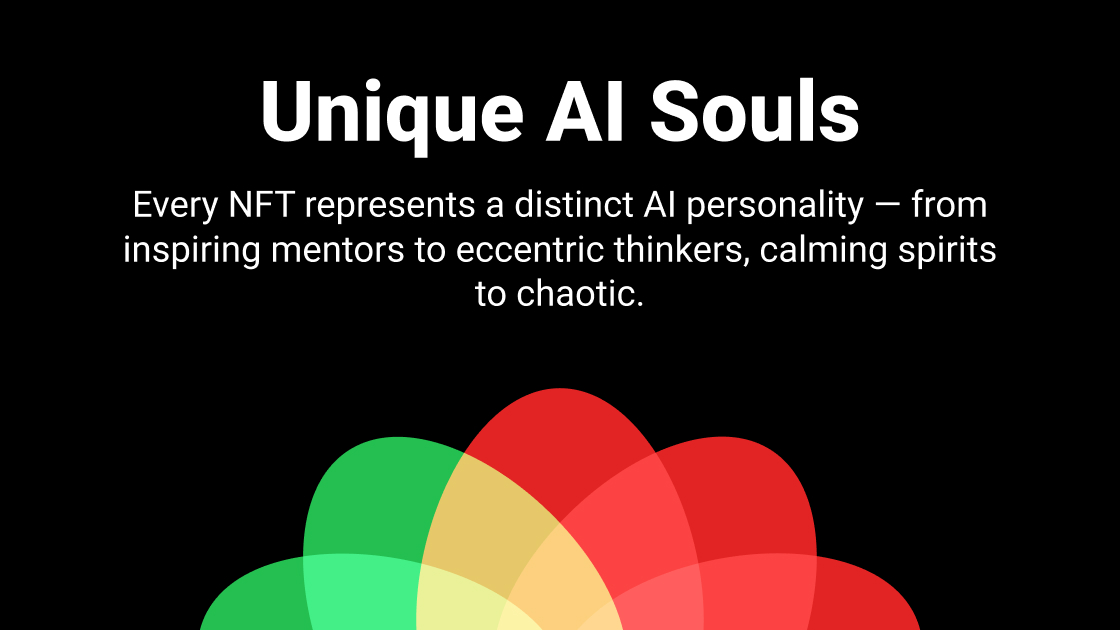 Unique AI Souls
Every NFT represents a distinct AI personality — from
inspiring mentors to eccentric thinkers, calming spirits
to chaotic.